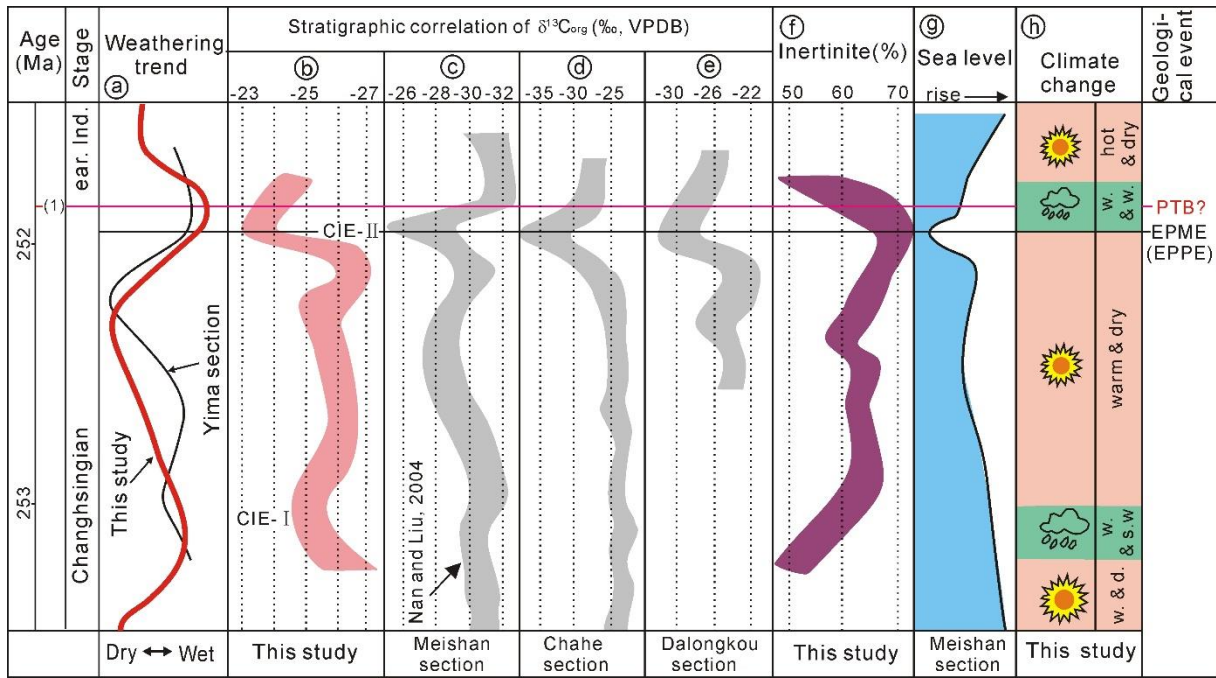 Age
(Ma)
Stage
Weathering
trend
a
Stratigraphic correlation of δ¹³Corg (‰, VPDB)
b
c
d
e
f
Inertinite(%)
g
Sea level
rise
h
Climate
change
Geologi-
cal event
-23 -25 -27
-26 -28 -30 -32
-35 -30 -25
-30 -26 -22
50 60 70
ear. Ind.
Changhsingian
(1)
252
253
Yima section
This study
CIE-II
CIE-I
Nan and Liu, 2004
hot
& dry
w.
& w.
warm & dry
w.
& s.w
w. & d.
PTB?
EPME
(EPPE)
Dry Wet
This study
Meishan
section
Chahe
section
Dalongkou
section
This study
Meishan
section
This study